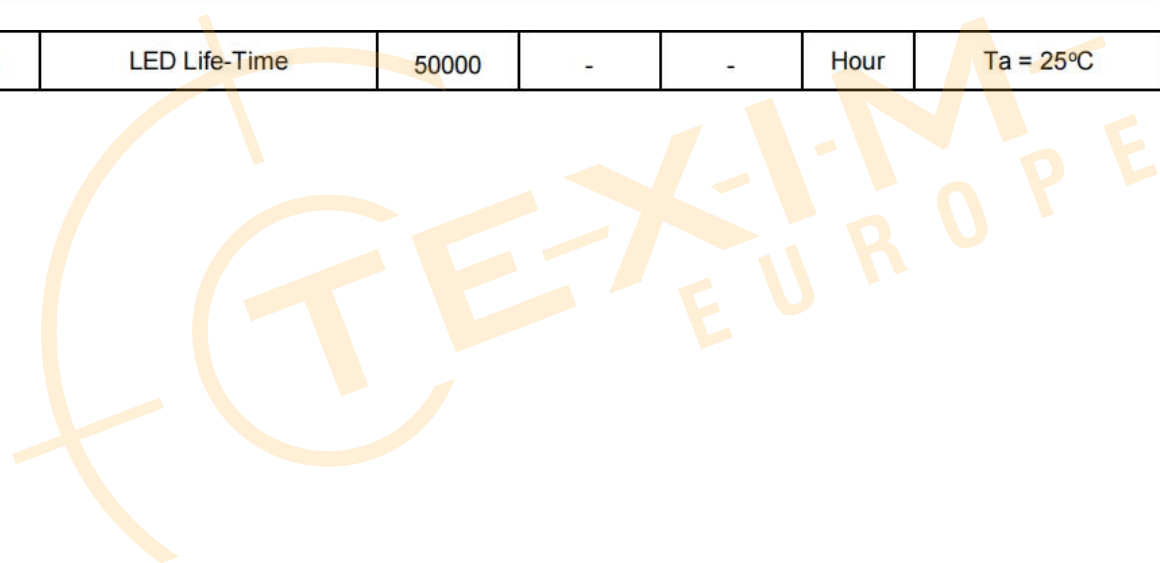 LED Life-Time 50000 - - Hour Ta = 25ºC
TE-X-I-M
EUROPE